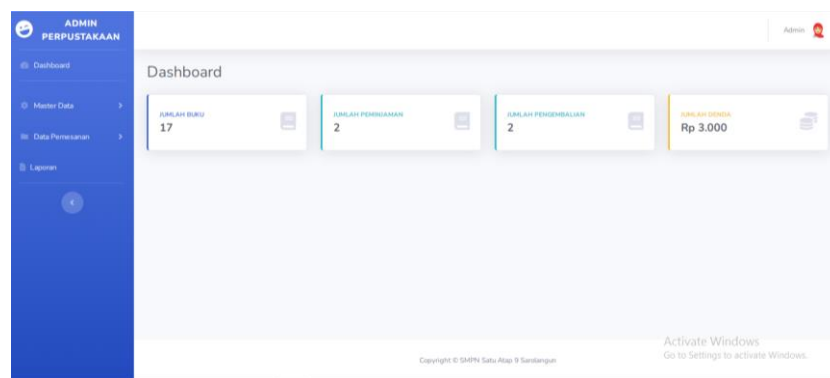 ADMIN
PERPUSTAKAAN
Admin
Dashboard
Master Data
Data Pemesanan
Laporan
Dashboard
JUMLAH BUKU
17
JUMLAH PEMINJAMAN
2
JUMLAH PENGEMBALIAN
2
JUMLAH DENDA
Rp 3.000
Copyright © SMPN Satu Atap 9 Sarolangun
Activate Windows
Go to Settings to activate Windows.